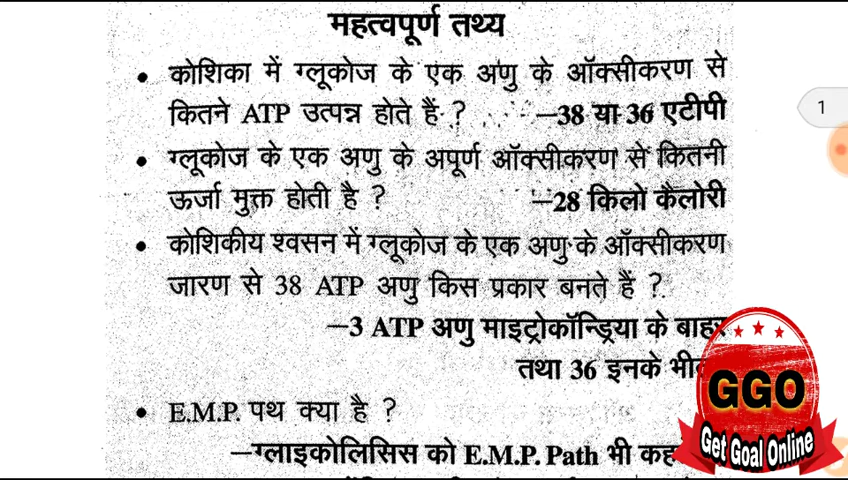 महत्वपूर्ण तथ्य
• कोशिका में ग्लूकोज के एक अणु के ऑक्सीकरण से
कितने ATP उत्पन्न होते हैं ? –38 या 36 एटीपी
• ग्लूकोज के एक अणु के अपूर्ण ऑक्सीकरण से कितनी
ऊर्जा मुक्त होती है ? –28 किलो कैलोरी
• कोशिकीय श्वसन में ग्लूकोज के एक अणु के ऑक्सीकरण
जारण से 38 ATP अणु किस प्रकार बनते हैं ?
–3 ATP अणु माइट्रोकॉन्ड्रिया के बाहर
तथा 36 इनके
• E.M.P. पथ क्या है ?
–ग्लाइकोलिसिस को E.M.P. Path भी
1
GGO
Get Goal Online